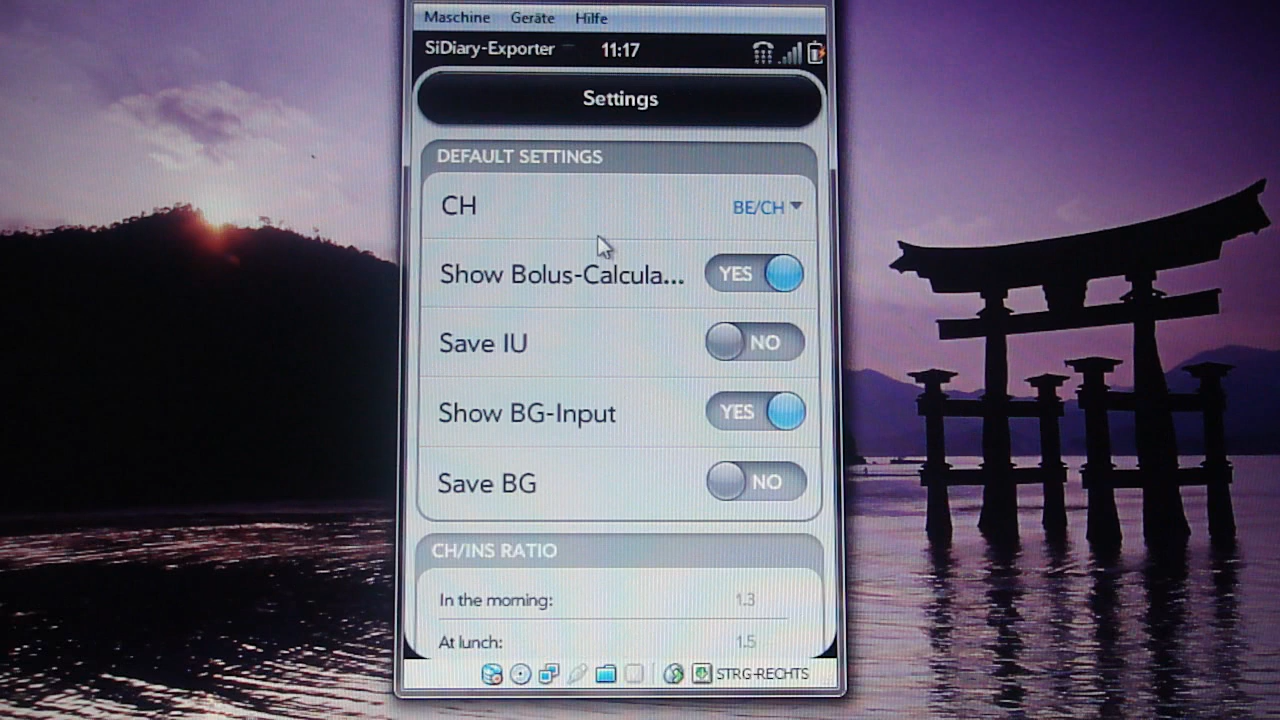 Maschine Geräte Hilfe
SiDiary-Exporter 11:17
Settings
DEFAULT SETTINGS
CH BE/CH
Show Bolus-Calcula... YES
Save IU NO
Show BG-Input YES
Save BG NO
CH/INS RATIO
In the morning: 1.3
At lunch: 1.5
STRG-RECHTS